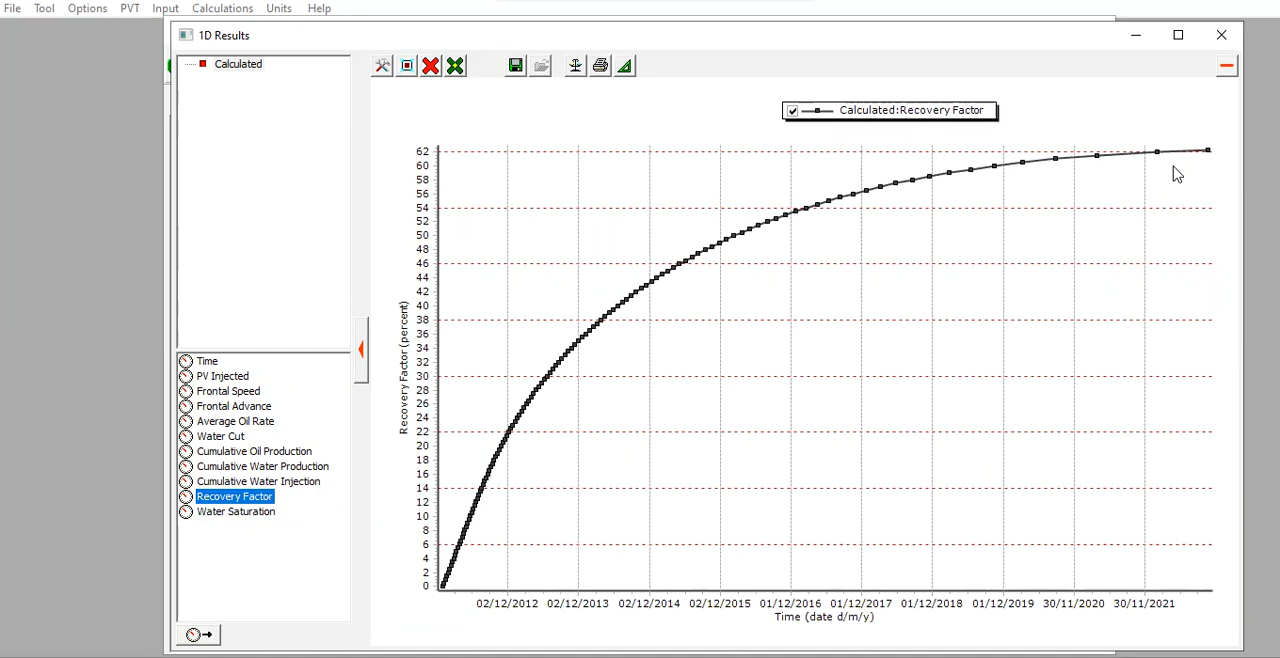 File Tool Options PVT Input Calculations Units Help
1D Results
Calculated
Calculated:Recovery Factor
62
60
58
56
54
52
50
48
46
44
42
40
38
36
34
32
30
28
26
24
22
20
18
16
14
12
10
8
6
4
2
0
Recovery Factor (percent)
02/12/2012 02/12/2013 02/12/2014 02/12/2015 01/12/2016 01/12/2017 01/12/2018 01/12/2019 30/11/2020 30/11/2021
Time (date d/m/y)
Time
PV Injected
Frontal Speed
Frontal Advance
Average Oil Rate
Water Cut
Cumulative Oil Production
Cumulative Water Production
Cumulative Water Injection
Recovery Factor
Water Saturation